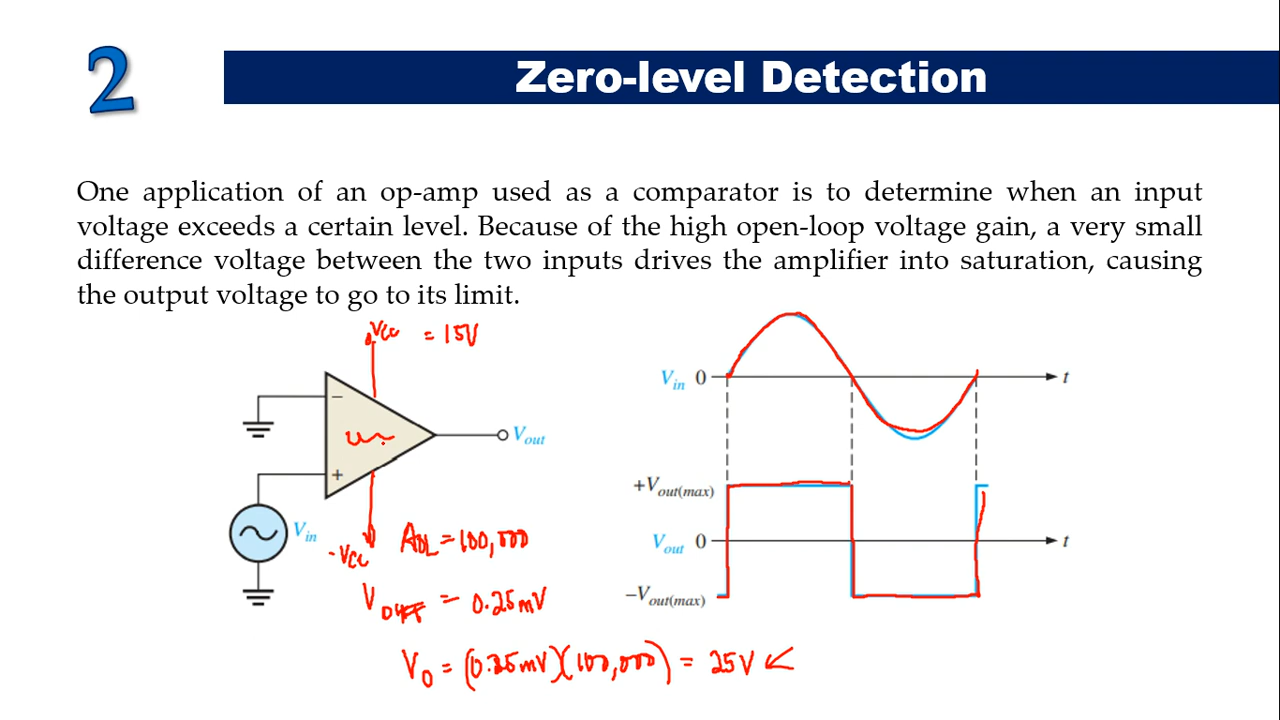 2
Zero-level Detection
One application of an op-amp used as a comparator is to determine when an input
voltage exceeds a certain level. Because of the high open-loop voltage gain, a very small
difference voltage between the two inputs drives the amplifier into saturation, causing
the output voltage to go to its limit.
VCC = 15V
−
+
Vout
Vin
-VCC
AOL = 100,000
VDIFF = 0.25mV
VO = (0.25mV)(100,000) = 25V
Vin 0 t
+Vout(max)
Vout 0 t
−Vout(max)